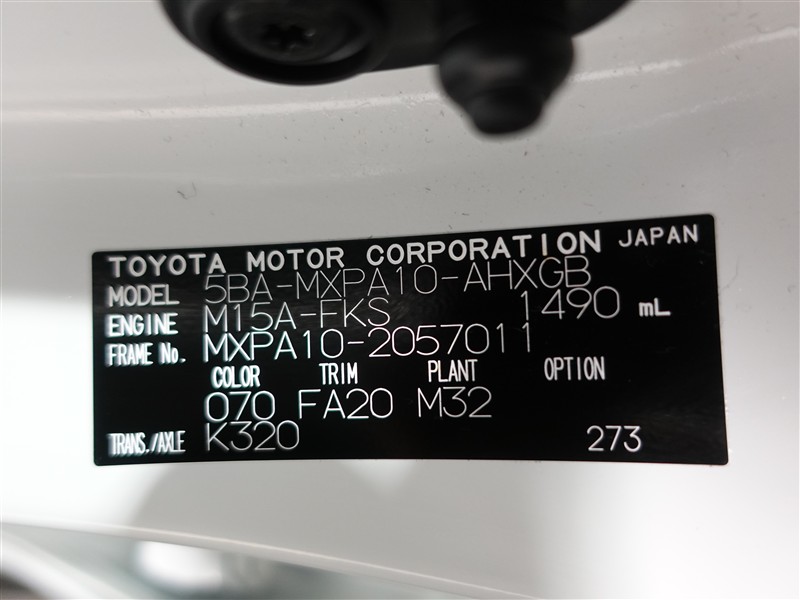 TOYOTA MOTOR CORPORATION JAPAN
MODEL 5BA-MXPA10-AHXGB
ENGINE M15A-FKS 1490 mL
FRAME No. MXPA10-2057011
COLOR TRIM PLANT OPTION
070 FA20 M32
TRANS./AXLE K320 273